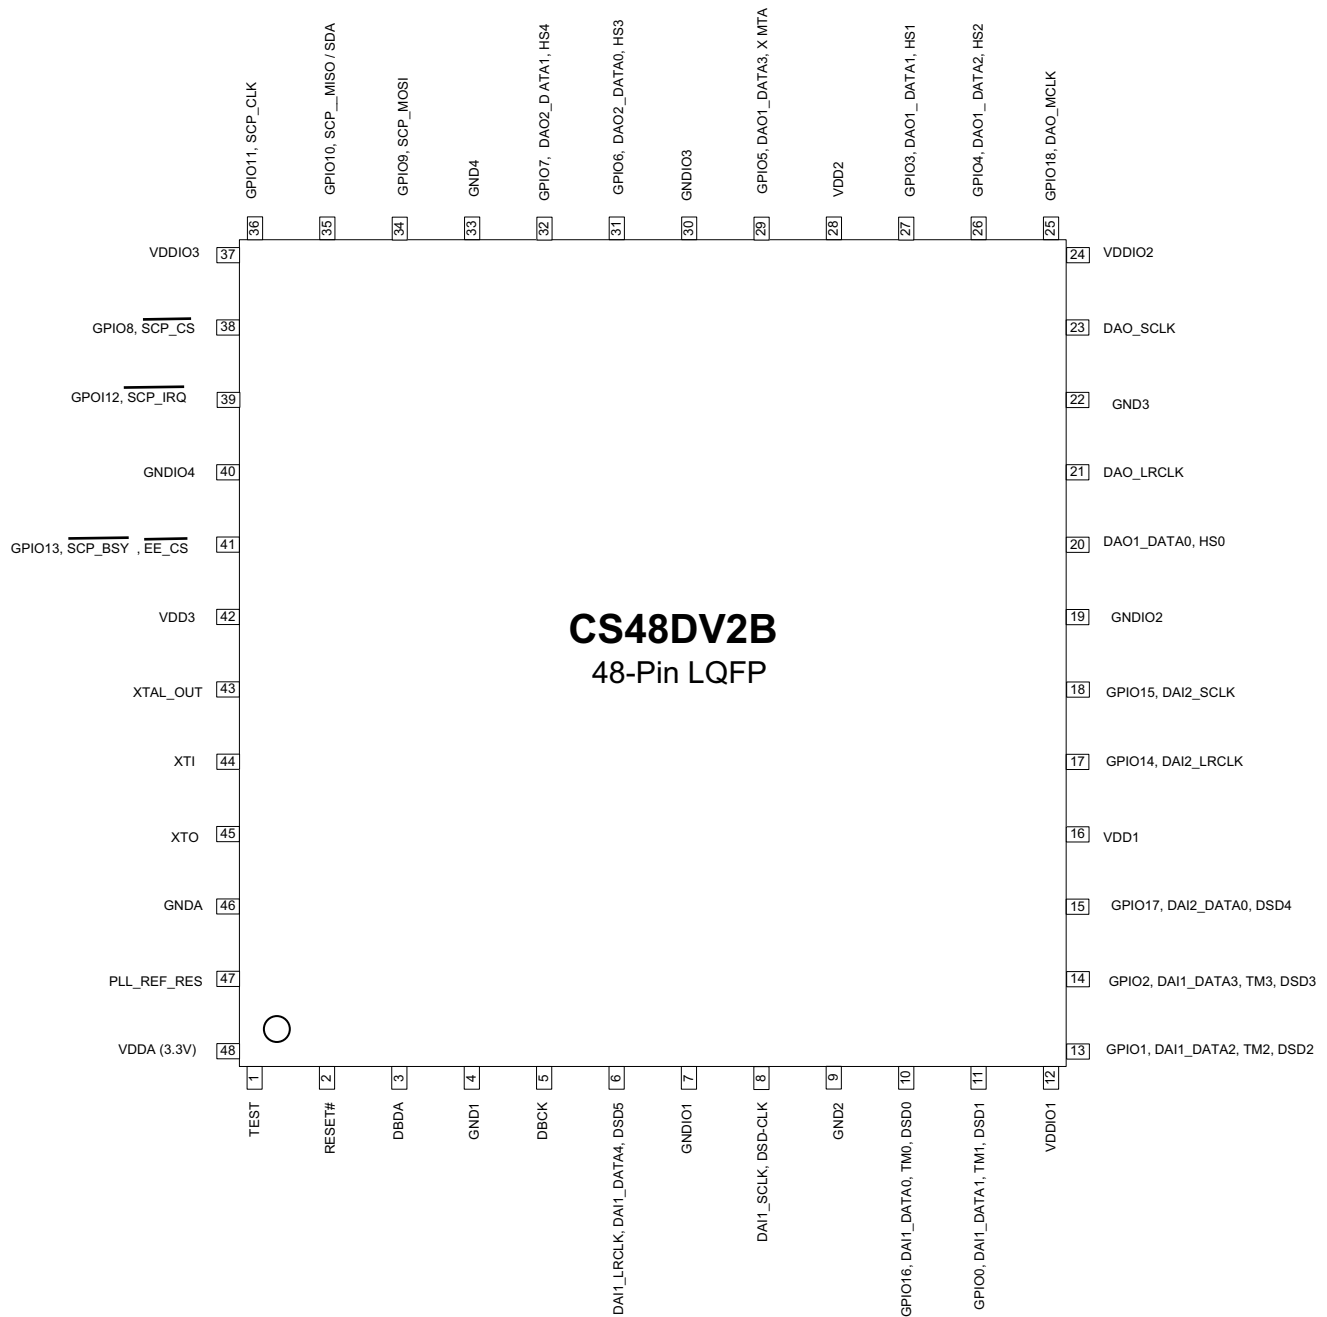 GPIO11, SCP_CLK
GPIO10, SCP__MISO / SDA
GPIO9, SCP_MOSI
GND4
GPIO7, DAO2_D ATA1, HS4
GPIO6, DAO2_DATA0, HS3
GNDIO3
GPIO5, DAO1_DATA3, X MTA
VDD2
GPIO3, DAO1_ DATA1, HS1
GPIO4, DAO1_ DATA2, HS2
GPIO18, DAO_MCLK
36
35
34
33
32
31
30
29
28
27
26
25
VDDIO3 37
24 VDDIO2
GPIO8, SCP_CS 38
23 DAO_SCLK
GPOI12, SCP_IRQ 39
22 GND3
GNDIO4 40
21 DAO_LRCLK
GPIO13, SCP_BSY , EE_CS 41
20 DAO1_DATA0, HS0
VDD3 42
19 GNDIO2
CS48DV2B
48-Pin LQFP
XTAL_OUT 43
18 GPIO15, DAI2_SCLK
XTI 44
17 GPIO14, DAI2_LRCLK
XTO 45
16 VDD1
GNDA 46
15 GPIO17, DAI2_DATA0, DSD4
PLL_REF_RES 47
14 GPIO2, DAI1_DATA3, TM3, DSD3
VDDA (3.3V) 48
13 GPIO1, DAI1_DATA2, TM2, DSD2
1
2
3
4
5
6
7
8
9
10
11
12
TEST
RESET#
DBDA
GND1
DBCK
DAI1_LRCLK, DAI1_DATA4, DSD5
GNDIO1
DAI1_SCLK, DSD-CLK
GND2
GPIO16, DAI1_DATA0, TM0, DSD0
GPIO0, DAI1_DATA1, TM1, DSD1
VDDIO1